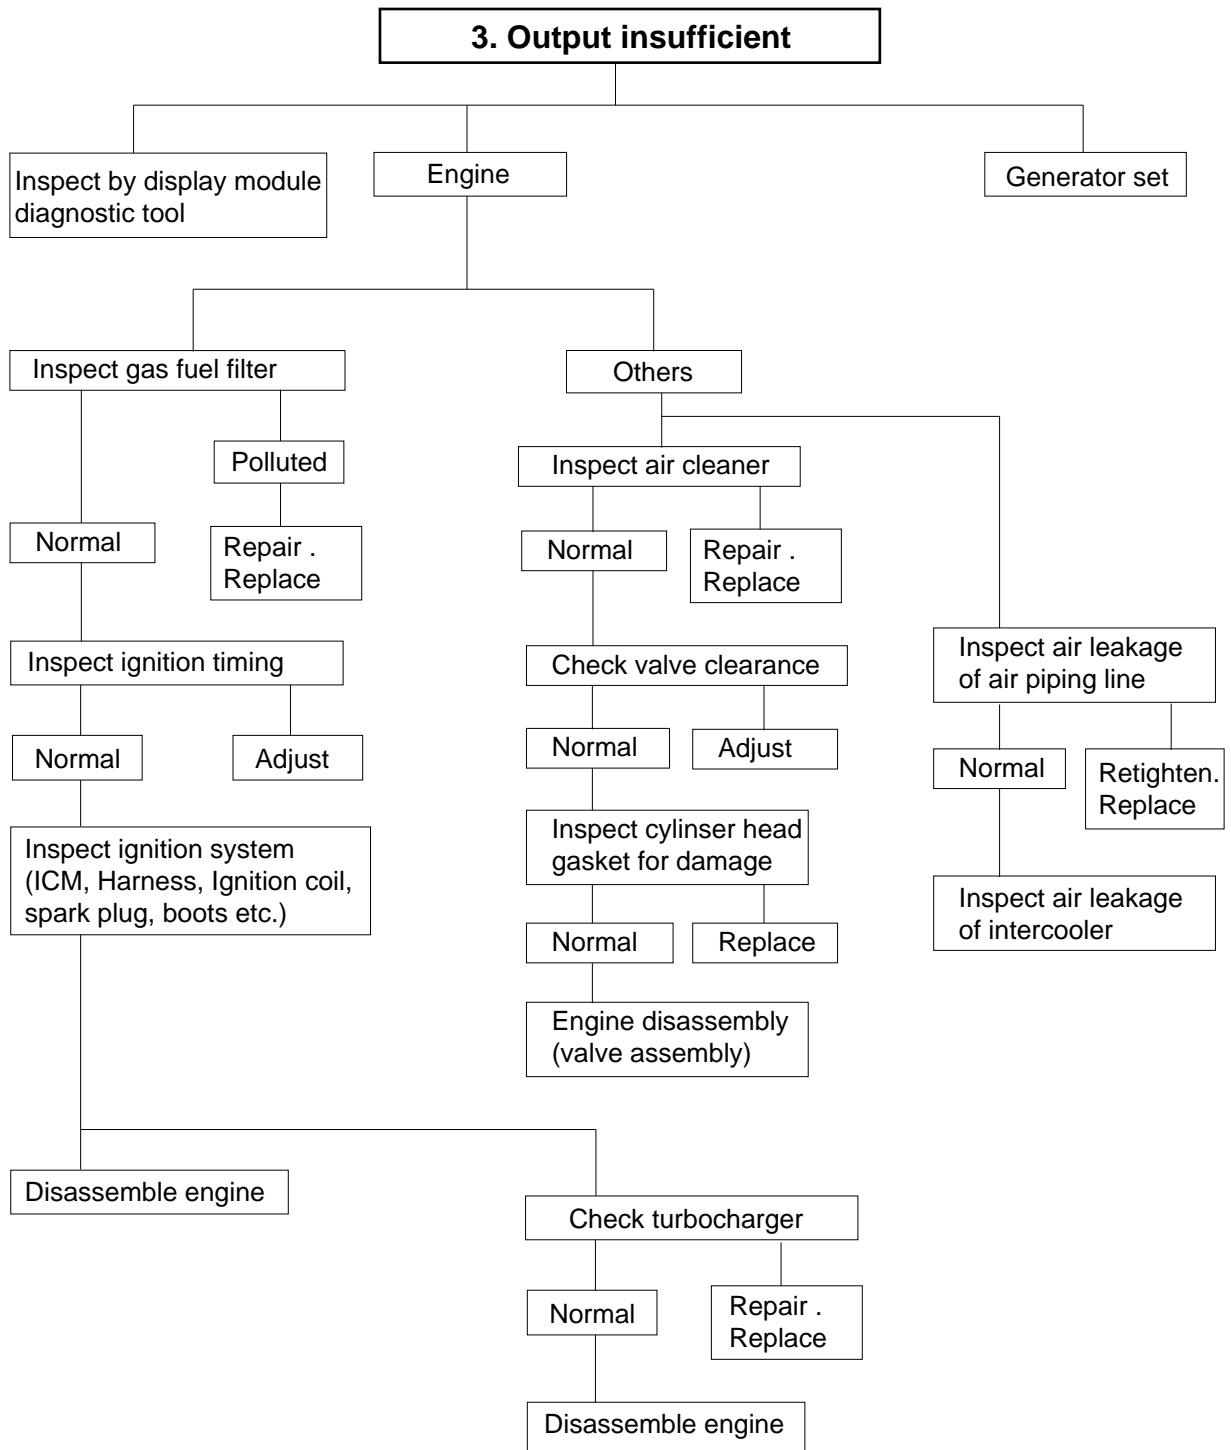 3. Output insufficient
Inspect by display module
diagnostic tool
Engine
Generator set
Inspect gas fuel filter
Others
Polluted
Inspect air cleaner
Normal
Repair .
Replace
Normal
Repair .
Replace
Inspect ignition timing
Check valve clearance
Inspect air leakage
of air piping line
Normal
Adjust
Normal
Adjust
Normal
Retighten.
Replace
Inspect ignition system
(ICM, Harness, Ignition coil,
spark plug, boots etc.)
Inspect cylinser head
gasket for damage
Inspect air leakage
of intercooler
Normal
Replace
Engine disassembly
(valve assembly)
Disassemble engine
Check turbocharger
Normal
Repair .
Replace
Disassemble engine